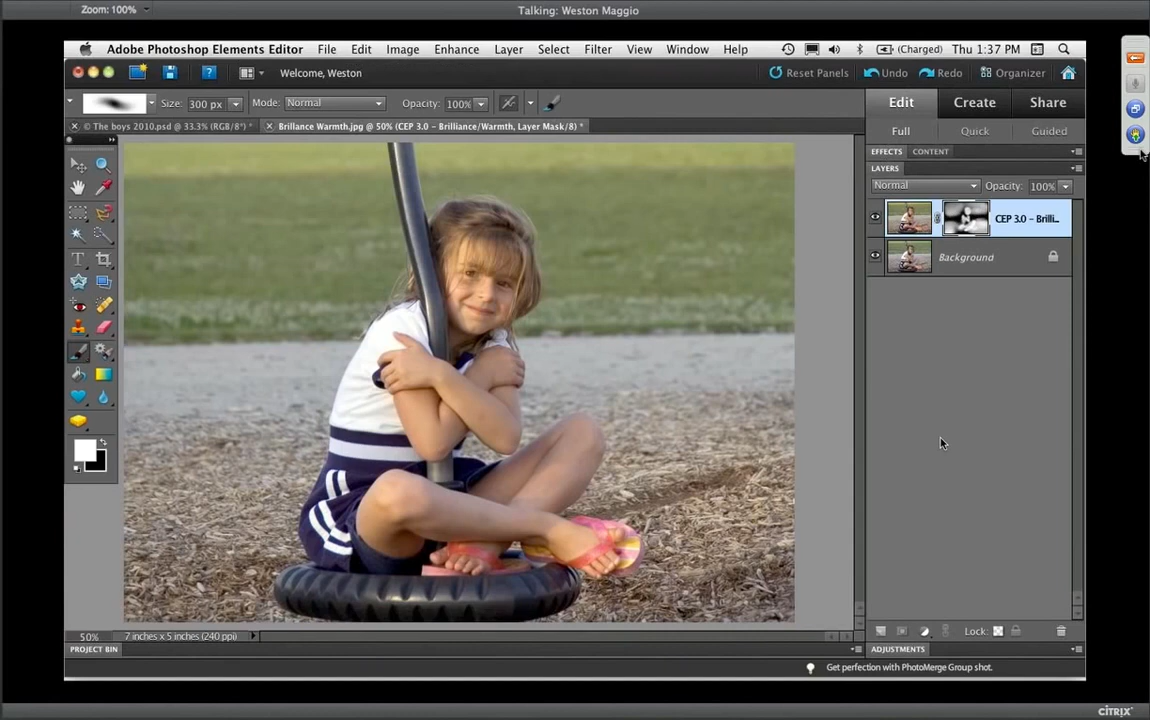 Zoom: 100%
Talking: Weston Maggio
Adobe Photoshop Elements Editor File Edit Image Enhance Layer Select Filter View Window Help (Charged) Thu 1:37 PM
Welcome, Weston Reset Panels Undo Redo Organizer
Size: 300 px Mode: Normal Opacity: 100% Edit Create Share
© The boys 2010.psd @ 33.3% (RGB/8*) * Brillance Warmth.jpg @ 50% (CEP 3.0 - Brilliance/Warmth, Layer Mask/8) *
Full Quick Guided
EFFECTS CONTENT
LAYERS
Normal Opacity: 100%
CEP 3.0 - Brilli...
Background
50% 7 inches x 5 inches (240 ppi) Lock:
PROJECT BIN ADJUSTMENTS
Get perfection with PhotoMerge Group shot.
CITRIX